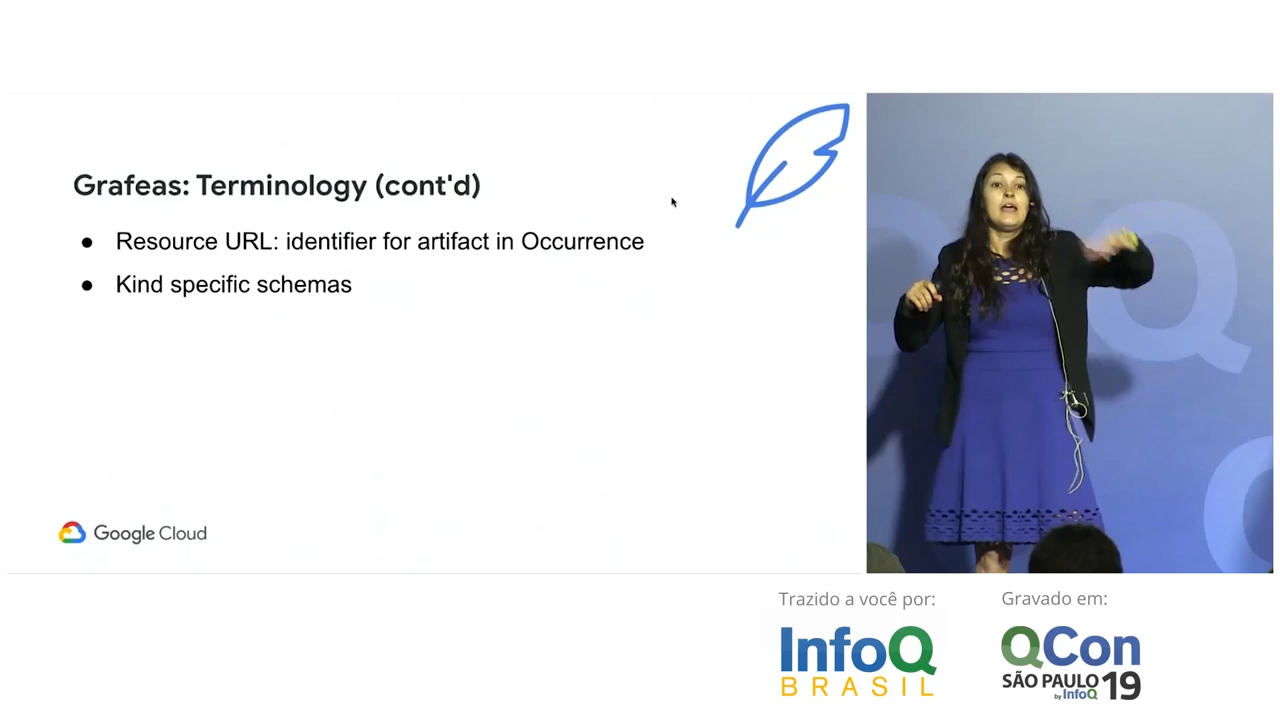 Grafeas: Terminology (cont'd)
● Resource URL: identifier for artifact in Occurrence
● Kind specific schemas
Google Cloud
Trazido a você por:
InfoQ
BRASIL
Gravado em:
QCon
SÃO PAULO 19
by InfoQ